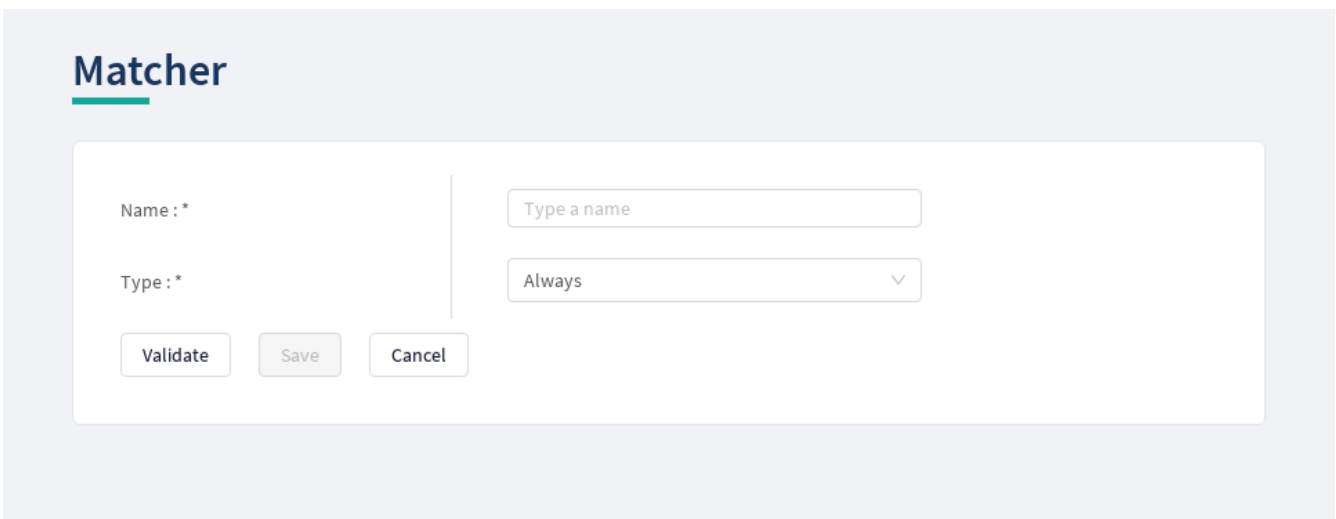 Matcher
Name : *
Type a name
Type : *
Always
Validate
Save
Cancel